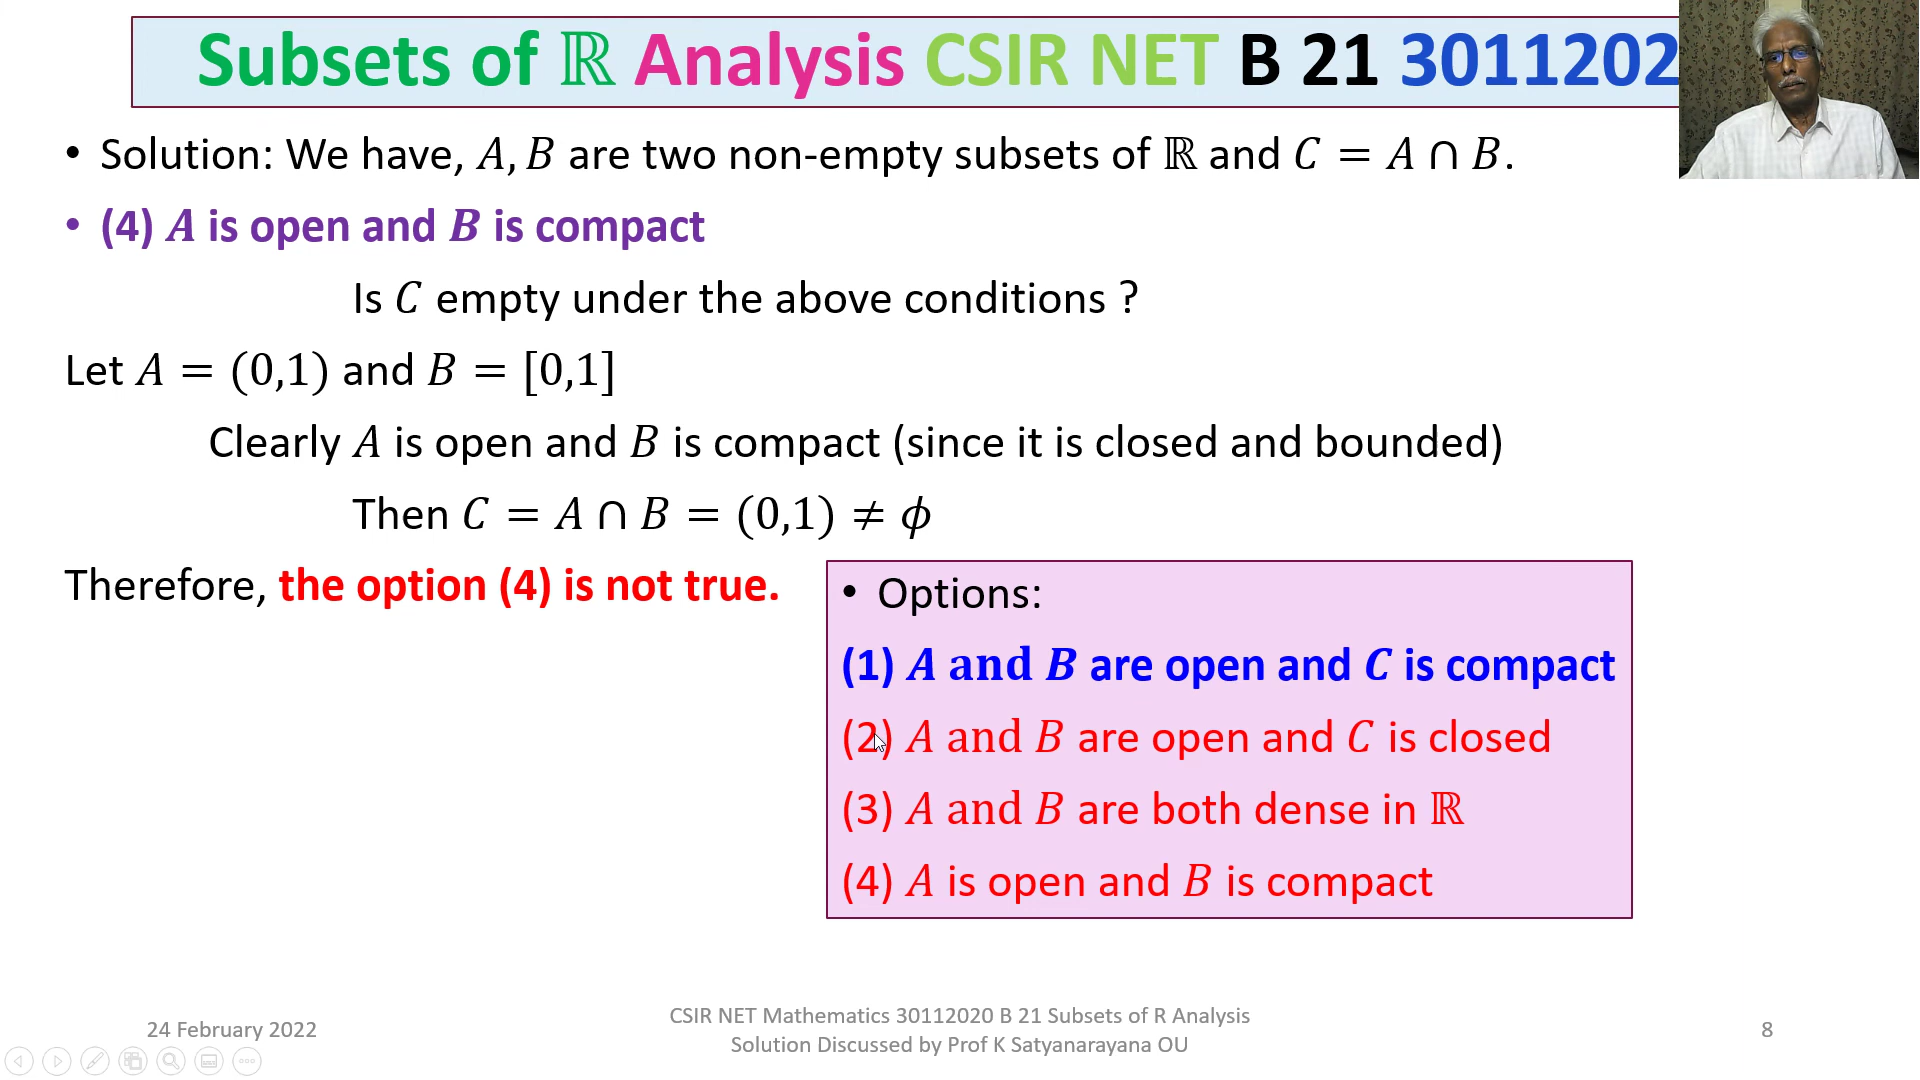 Subsets of ℝ Analysis CSIR NET B 21 3011202
• Solution: We have, A, B are two non-empty subsets of ℝ and C = A ∩ B.
• (4) A is open and B is compact
Is C empty under the above conditions ?
Let A = (0,1) and B = [0,1]
Clearly A is open and B is compact (since it is closed and bounded)
Then C = A ∩ B = (0,1) ≠ ϕ
Therefore, the option (4) is not true.
• Options:
(1) A and B are open and C is compact
(2) A and B are open and C is closed
(3) A and B are both dense in ℝ
(4) A is open and B is compact
24 February 2022
CSIR NET Mathematics 30112020 B 21 Subsets of R Analysis
Solution Discussed by Prof K Satyanarayana OU
8